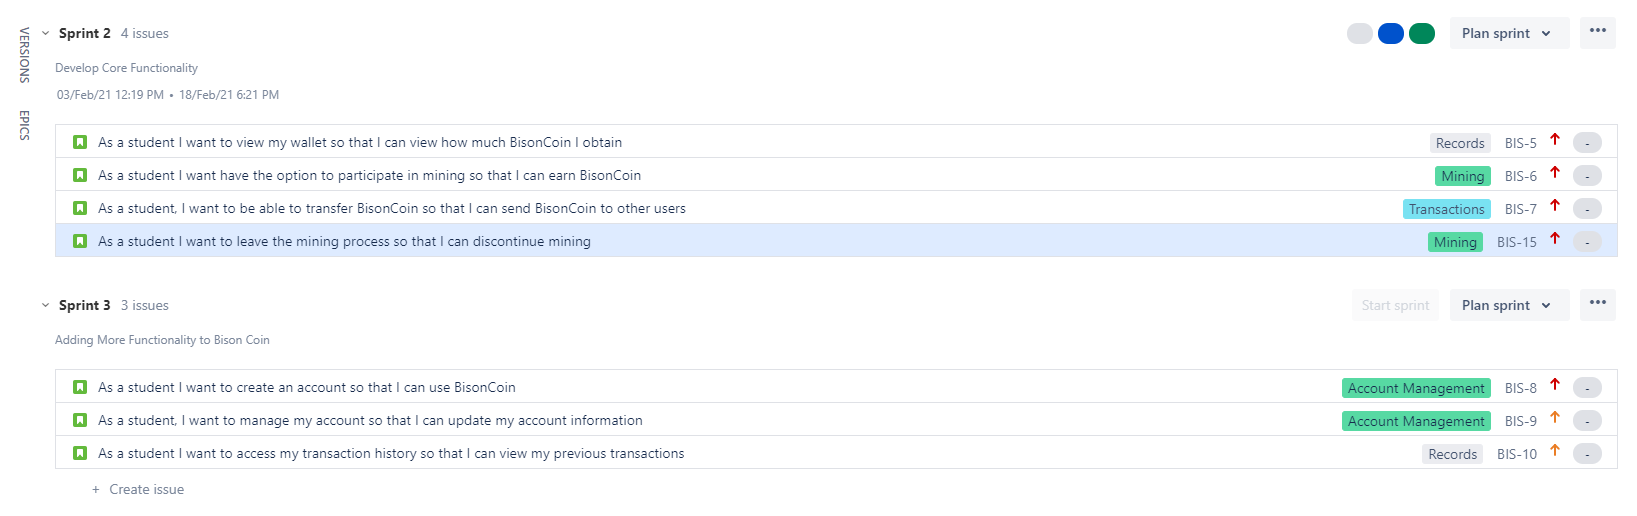 VERSIONS
EPICS
Sprint 2 4 issues Plan sprint •••
Develop Core Functionality
03/Feb/21 12:19 PM • 18/Feb/21 6:21 PM
As a student I want to view my wallet so that I can view how much BisonCoin I obtain Records BIS-5 -
As a student I want have the option to participate in mining so that I can earn BisonCoin Mining BIS-6 -
As a student, I want to be able to transfer BisonCoin so that I can send BisonCoin to other users Transactions BIS-7 -
As a student I want to leave the mining process so that I can discontinue mining Mining BIS-15 -
Sprint 3 3 issues Start sprint Plan sprint •••
Adding More Functionality to Bison Coin
As a student I want to create an account so that I can use BisonCoin Account Management BIS-8 -
As a student, I want to manage my account so that I can update my account information Account Management BIS-9 -
As a student I want to access my transaction history so that I can view my previous transactions Records BIS-10 -
+ Create issue